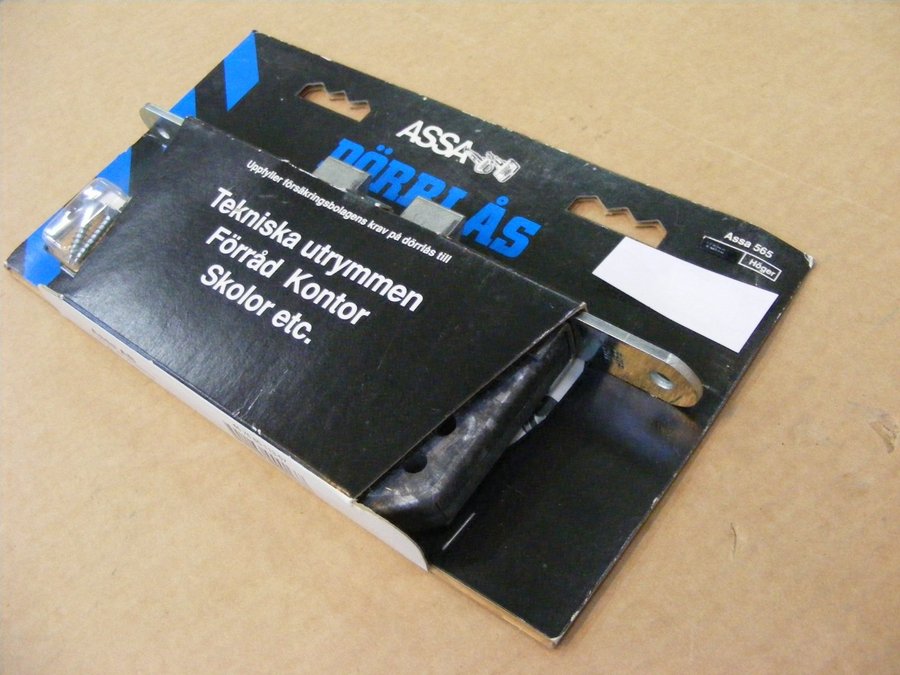 ASSA
DÖRRLÅS
Uppfyller försäkringsbolagens krav på dörrlås till
Tekniska utrymmen
Förråd Kontor
Skolor etc.
Assa 565
Höger